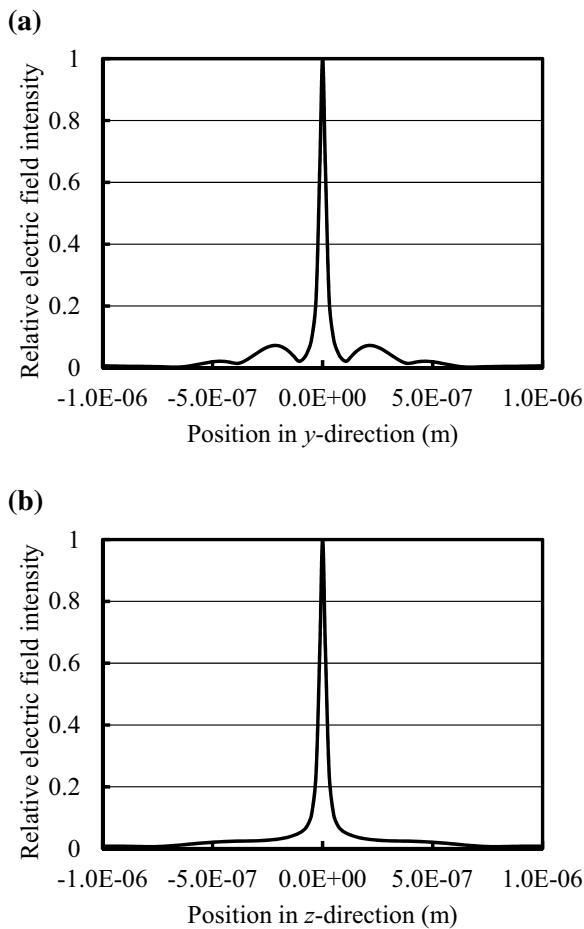 (a)
Relative electric field intensity
1
0.8
0.6
0.4
0.2
0
-1.0E-06 -5.0E-07 0.0E+00 5.0E-07 1.0E-06
Position in y-direction (m)
(b)
Relative electric field intensity
1
0.8
0.6
0.4
0.2
0
-1.0E-06 -5.0E-07 0.0E+00 5.0E-07 1.0E-06
Position in z-direction (m)